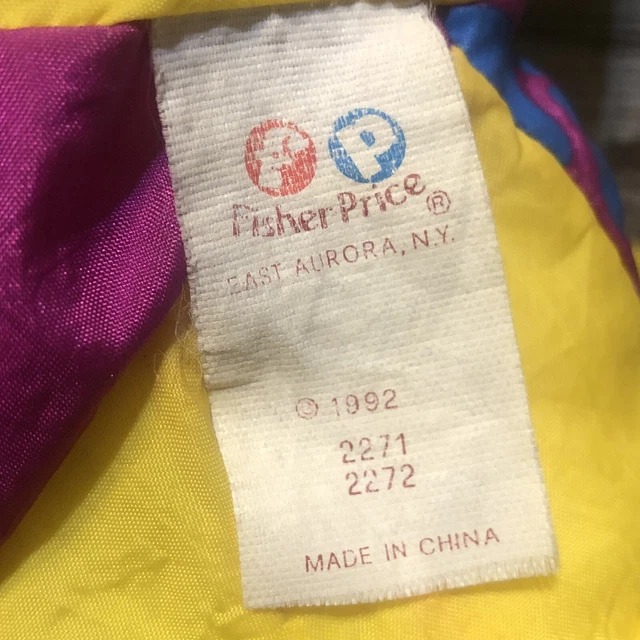 F P
Fisher-Price®
EAST AURORA, N.Y.
© 1992
2271
2272
MADE IN CHINA